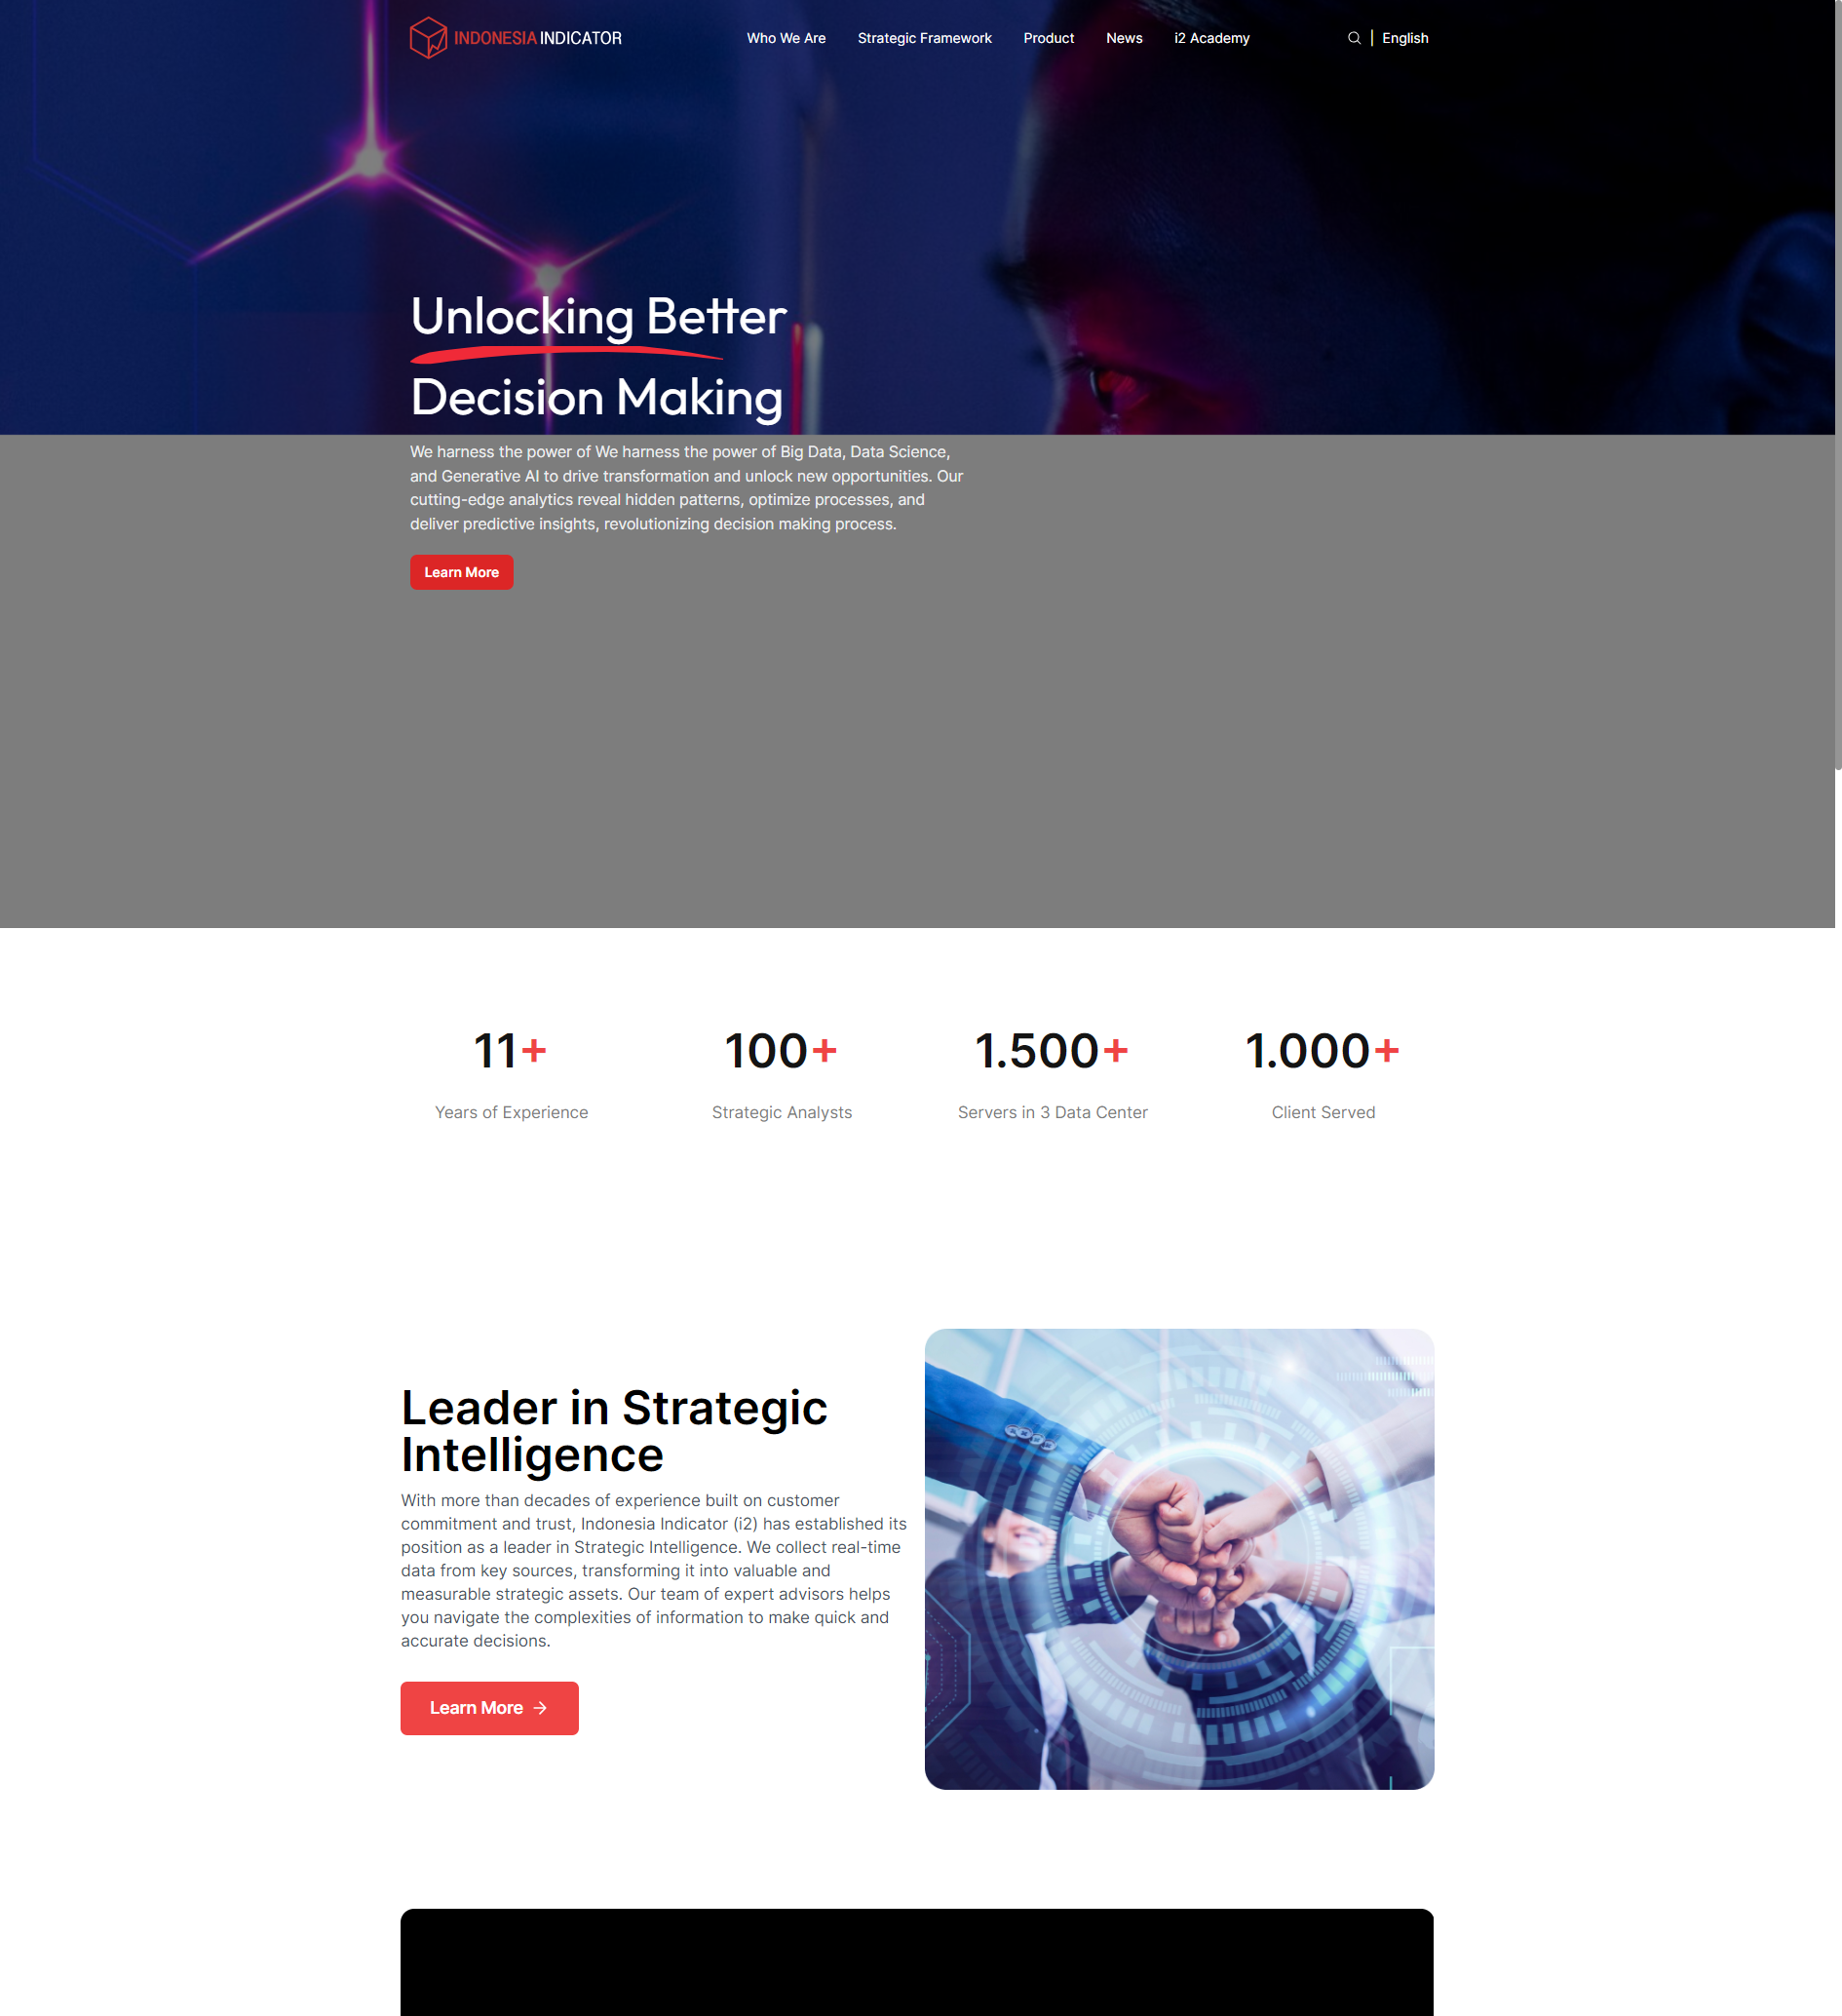 INDONESIA INDICATOR
Who We Are
Strategic Framework
Product
News
i2 Academy
English
Unlocking Better
Decision Making
We harness the power of We harness the power of Big Data, Data Science,
and Generative AI to drive transformation and unlock new opportunities. Our
cutting-edge analytics reveal hidden patterns, optimize processes, and
deliver predictive insights, revolutionizing decision making process.
Learn More
11+
100+
1.500+
1.000+
Years of Experience
Strategic Analysts
Servers in 3 Data Center
Client Served
Leader in Strategic
Intelligence
With more than decades of experience built on customer
commitment and trust, Indonesia Indicator (i2) has established its
position as a leader in Strategic Intelligence. We collect real-time
data from key sources, transforming it into valuable and
measurable strategic assets. Our team of expert advisors helps
you navigate the complexities of information to make quick and
accurate decisions.
Learn More